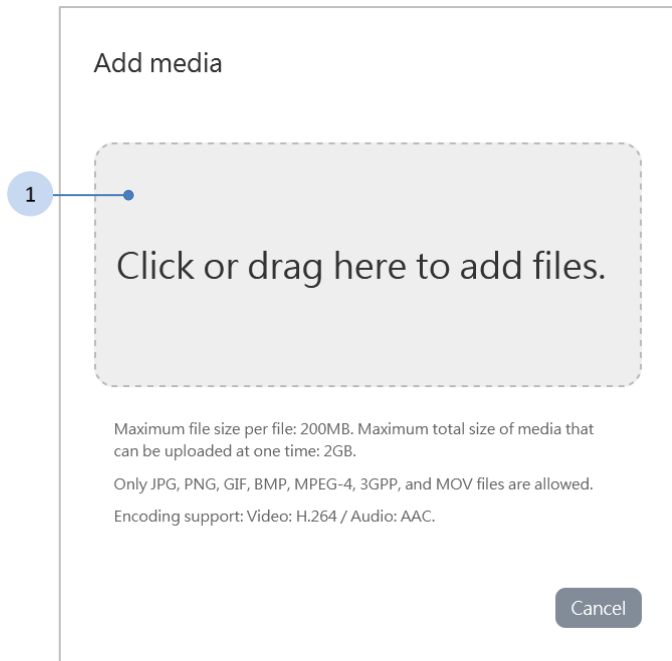 Add media
1
Click or drag here to add files.
Maximum file size per file: 200MB. Maximum total size of media that
can be uploaded at one time: 2GB.
Only JPG, PNG, GIF, BMP, MPEG-4, 3GPP, and MOV files are allowed.
Encoding support: Video: H.264 / Audio: AAC.
Cancel